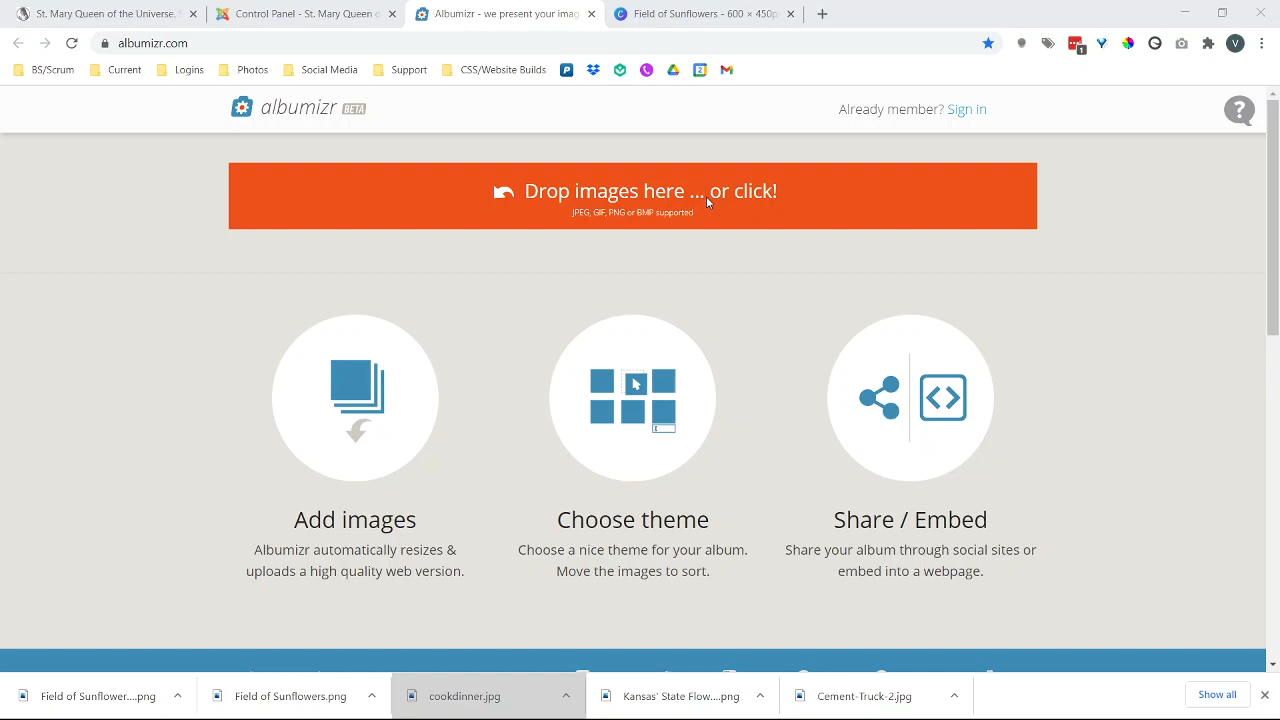 St. Mary Queen of the Universe.
Control Panel - St. Mary Queen o
Albumizr - we present your imag
Field of Sunflowers - 600 × 450p
albumizr.com
1
V
BS/Scrum
Current
Logins
Photos
Social Media
Support
CSS/Website Builds
albumizr BETA
Already member? Sign in
?
Drop images here ... or click!
JPEG, GIF, PNG or BMP supported
Add images
Albumizr automatically resizes &
uploads a high quality web version.
Choose theme
Choose a nice theme for your album.
Move the images to sort.
Share / Embed
Share your album through social sites or
embed into a webpage.
Field of Sunflower....png
Field of Sunflowers.png
cookdinner.jpg
Kansas' State Flow....png
Cement-Truck-2.jpg
Show all